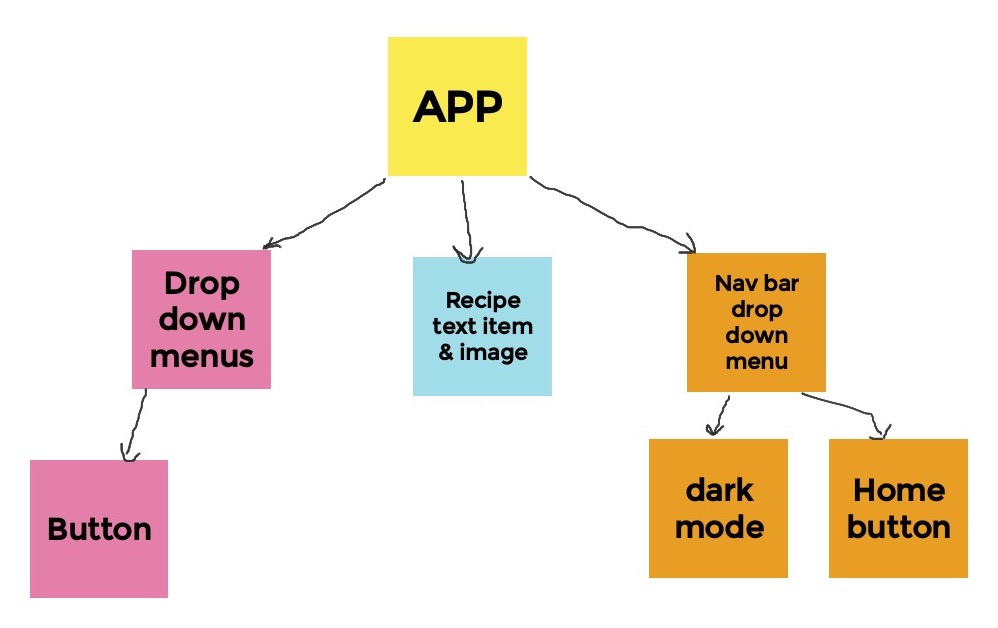 APP
Drop
down
menus
Recipe
text item
& image
Nav bar
drop
down
menu
Button
dark
mode
Home
button